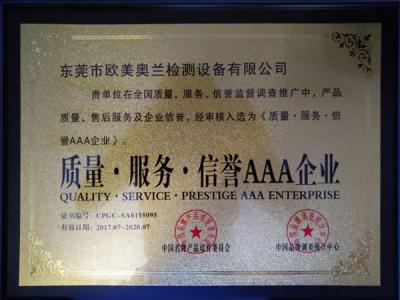 东莞市欧美奥兰检测设备有限公司
贵单位在全国质量、服务、信誉监督调查推广中，产品
质量、售后服务及企业信誉，经审核入选为《质量·服务·信
誉AAA企业》。
质量·服务·信誉AAA企业
QUALITY·SERVICE·PRESTIGE AAA ENTERPRISE
证书编号：CPGC-SA0115095
有效日期：2017.07-2020.07
中国名牌产品培育委员会
中国品牌调查统计中心